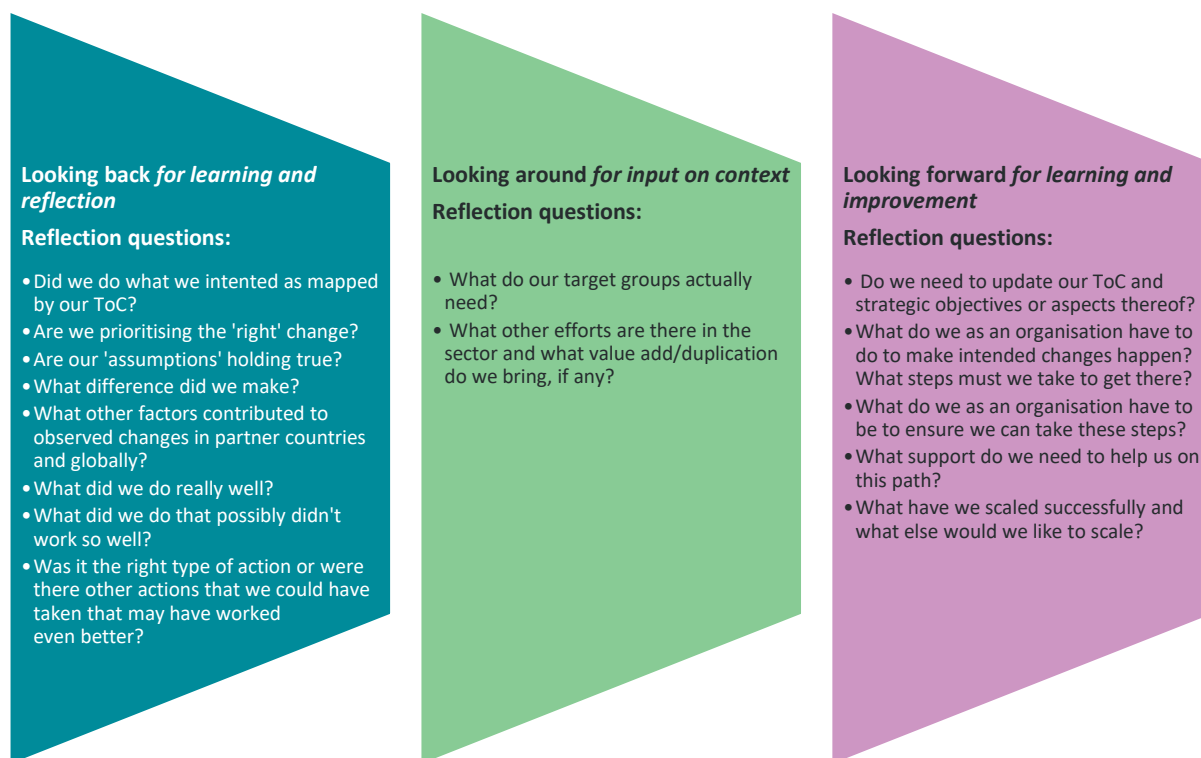 Looking back for learning and
reflection
Reflection questions:
•Did we do what we intented as mapped
by our ToC?
•Are we prioritising the 'right' change?
•Are our 'assumptions' holding true?
•What difference did we make?
•What other factors contributed to
observed changes in partner countries
and globally?
•What did we do really well?
•What did we do that possibly didn't
work so well?
•Was it the right type of action or were
there other actions that we could have
taken that may have worked
even better?
Looking around for input on context
Reflection questions:
• What do our target groups actually
need?
• What other efforts are there in the
sector and what value add/duplication
do we bring, if any?
Looking forward for learning and
improvement
Reflection questions:
• Do we need to update our ToC and
strategic objectives or aspects thereof?
•What do we as an organisation have to
do to make intended changes happen?
What steps must we take to get there?
•What do we as an organisation have to
be to ensure we can take these steps?
•What support do we need to help us on
this path?
•What have we scaled successfully and
what else would we like to scale?